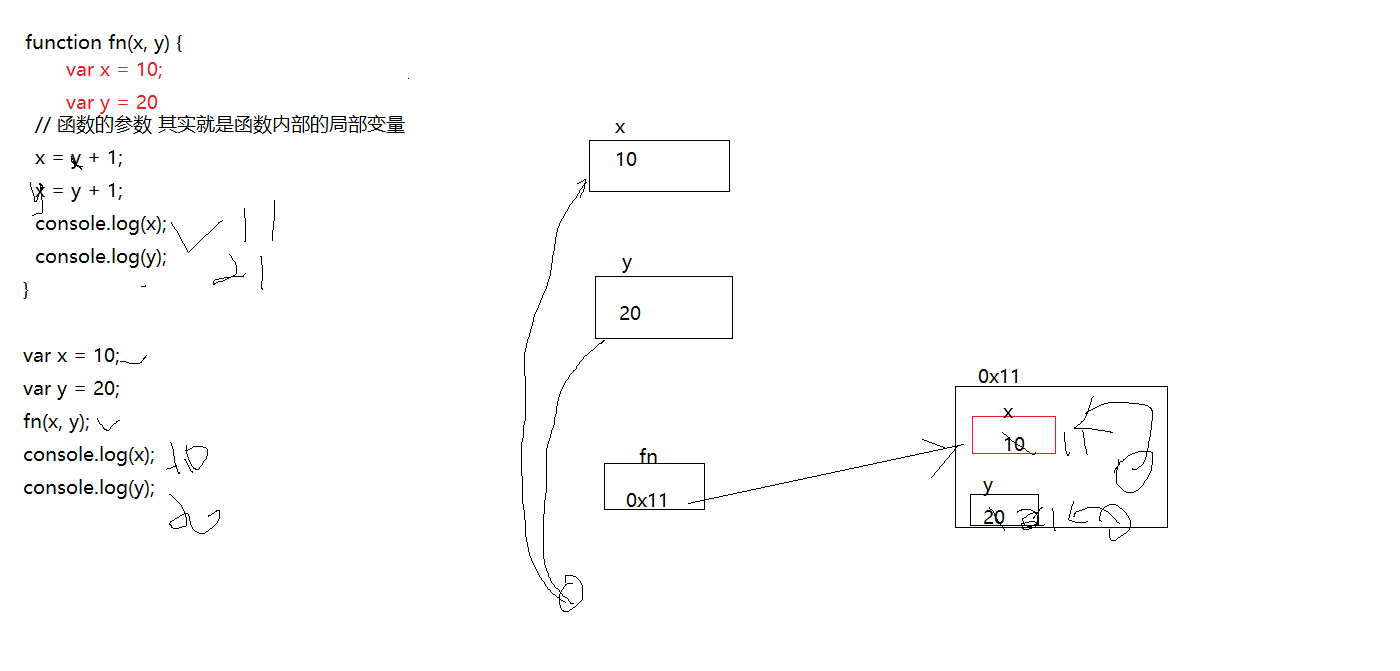 function fn(x, y) {
var x = 10;
var y = 20
// 函数的参数 其实就是函数内部的局部变量
x = x + 1;
y = y + 1;
console.log(x); 11
console.log(y); 21
}
var x = 10;
var y = 20;
fn(x, y);
console.log(x); 10
console.log(y); 20
x
10
y
20
fn
0x11
0x11
x
10 11
y
20 21